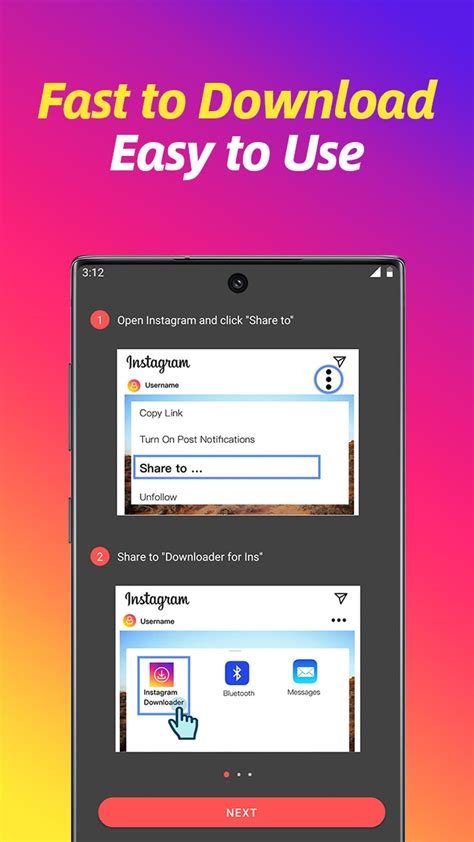 Fast to Download
Easy to Use
3:12
1 Open Instagram and click "Share to"
Instagram
Username
Copy Link
Turn On Post Notifications
Share to ...
Unfollow
2 Share to "Downloader for Ins"
Instagram
Username
Instagram
Downloader
Bluetooth
Messages
NEXT